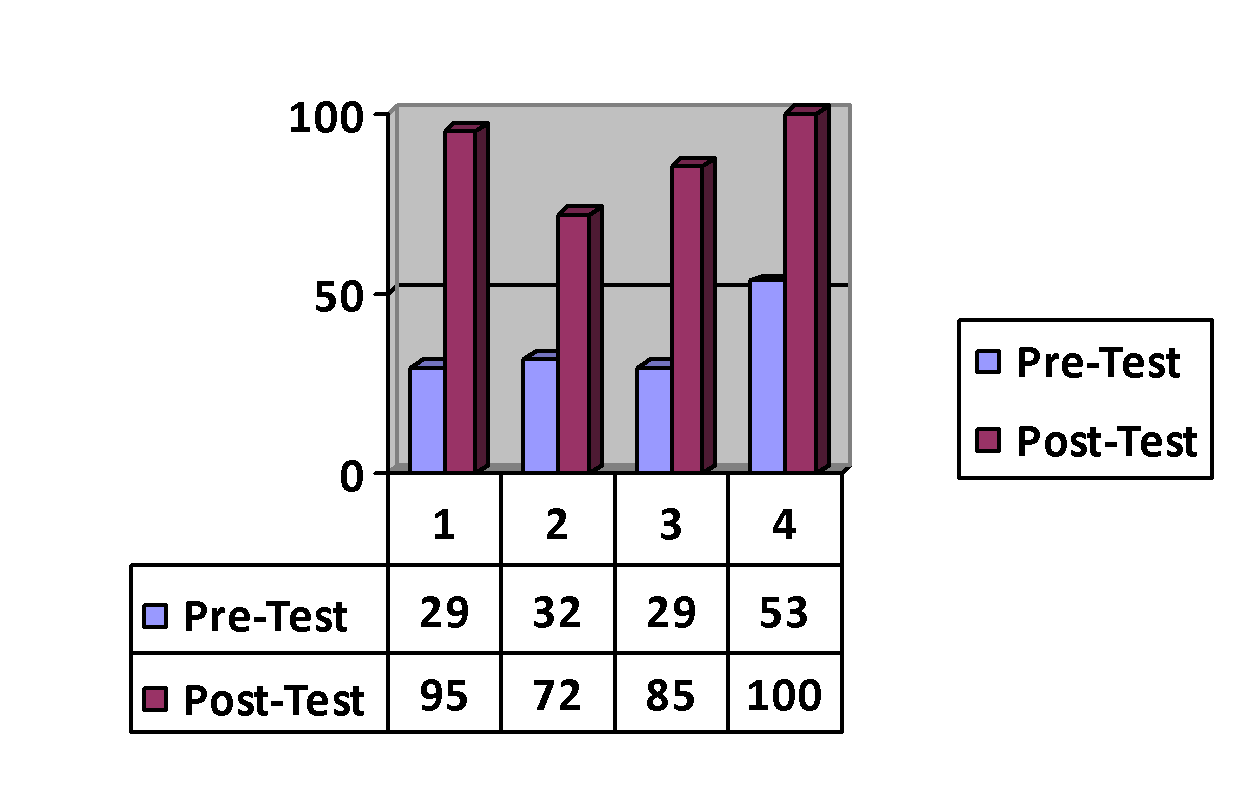 100
50
0
Pre-Test
Post-Test
1 2 3 4
Pre-Test 29 32 29 53
Post-Test 95 72 85 100